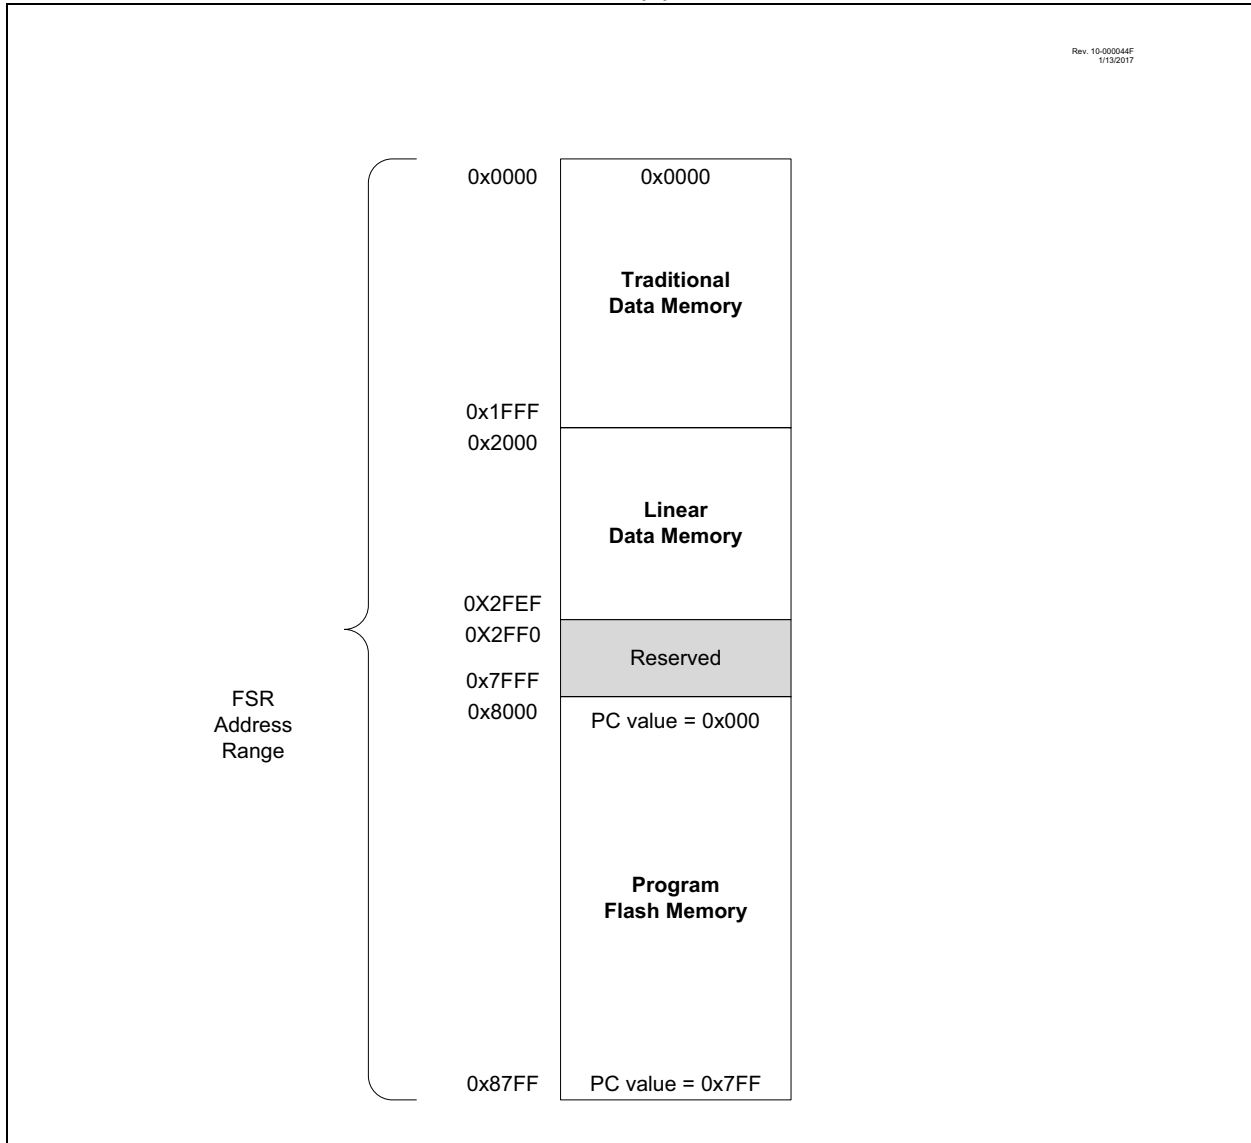 Rev. 10-000044F
1/13/2017
0x0000
0x0000
Traditional
Data Memory
0x1FFF
0x2000
Linear
Data Memory
0X2FEF
0X2FF0
Reserved
0x7FFF
0x8000
PC value = 0x000
FSR
Address
Range
Program
Flash Memory
0x87FF
PC value = 0x7FF